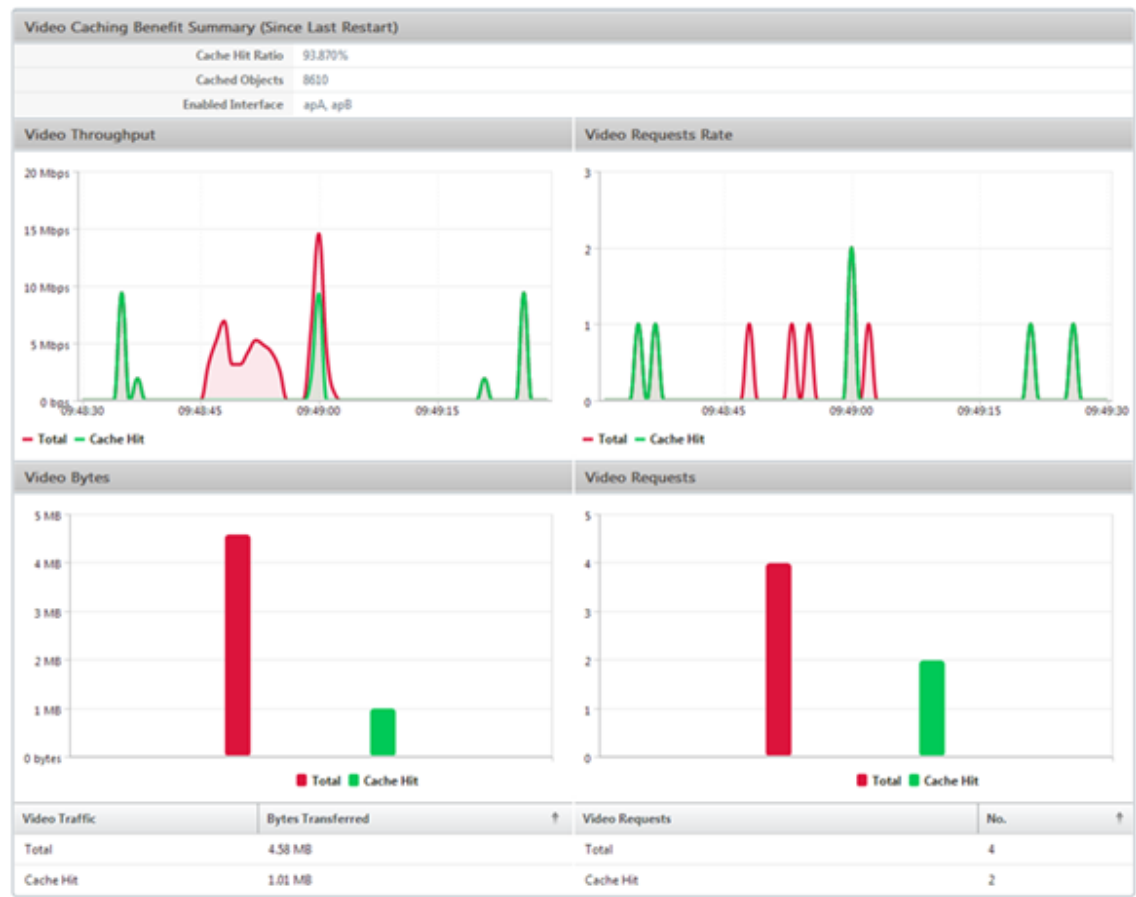 Video Caching Benefit Summary (Since Last Restart)
Cache Hit Ratio 93.870%
Cached Objects 8610
Enabled Interface apA, apB
Video Throughput
20 Mbps
15 Mbps
10 Mbps
5 Mbps
0 bps
09:48:30 09:48:45 09:49:00 09:49:15
Total Cache Hit
Video Requests Rate
3
2
1
0
09:48:45 09:49:00 09:49:15 09:49:30
Total Cache Hit
Video Bytes
5 MB
4 MB
3 MB
2 MB
1 MB
0 bytes
Total Cache Hit
Video Requests
5
4
3
2
1
0
Total Cache Hit
Video Traffic Bytes Transferred
Total 4.58 MB
Cache Hit 1.01 MB
Video Requests No.
Total 4
Cache Hit 2